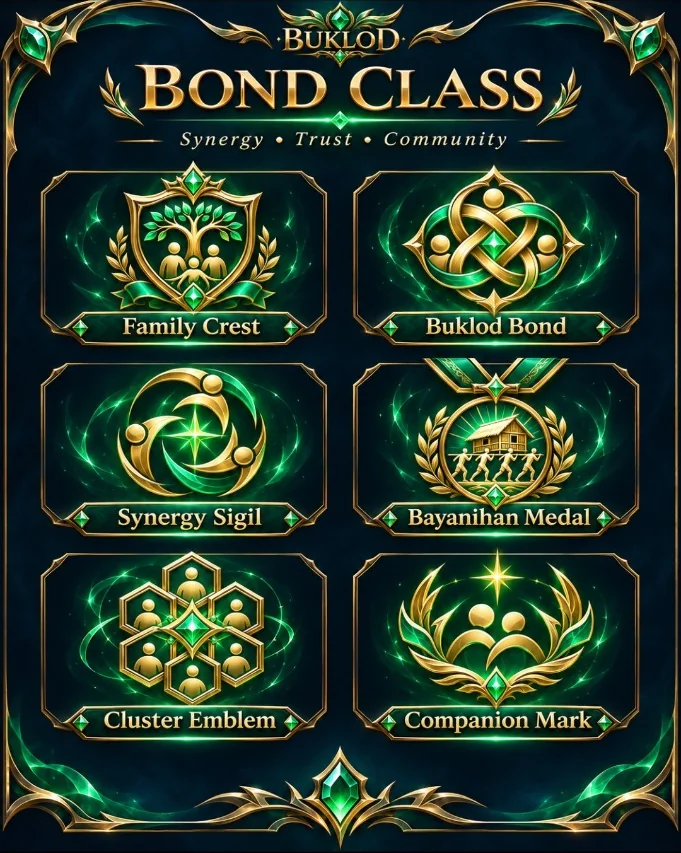 BUKLOD
BOND CLASS
Synergy • Trust • Community
Family Crest
Buklod Bond
Synergy Sigil
Bayanihan Medal
Cluster Emblem
Companion Mark